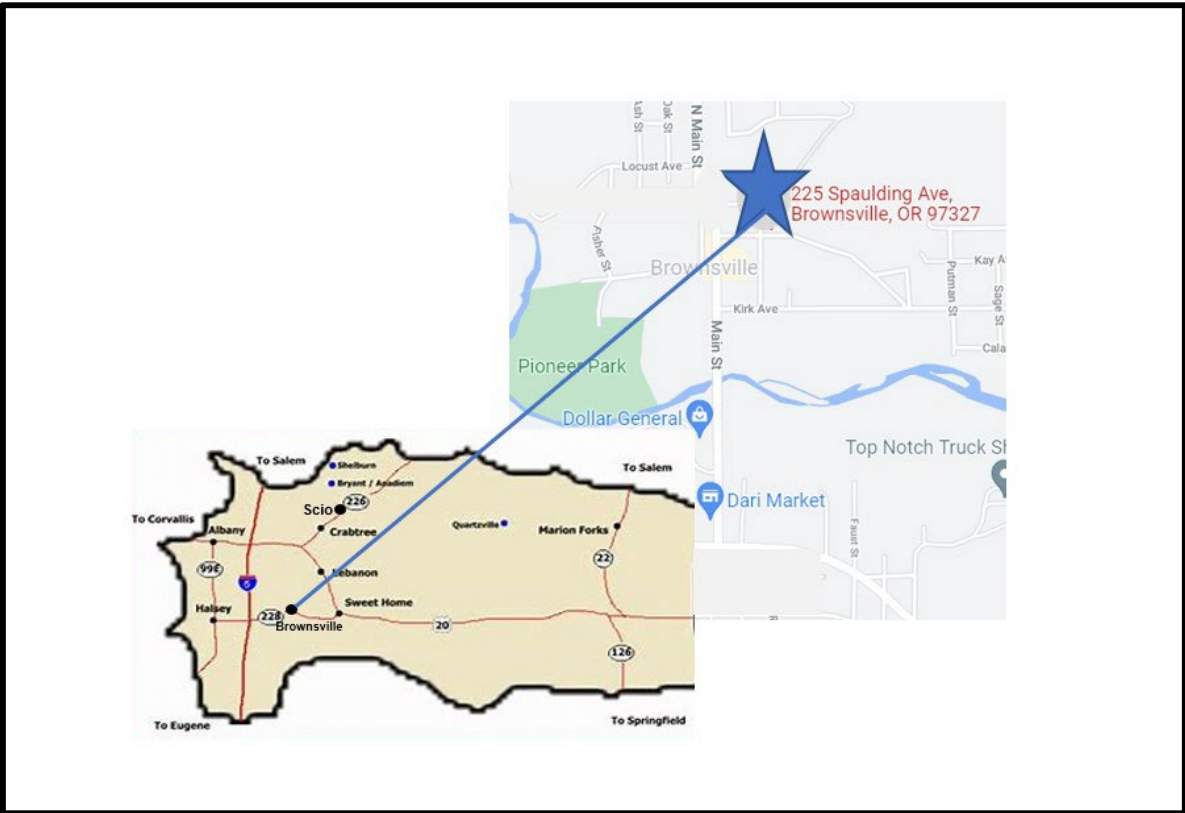 Ash St
Oak St
N Main St
Locust Ave
225 Spaulding Ave,
Brownsville, OR 97327
Fisher St
Brownsville
Kay A
Putman St
Sage St
Kirk Ave
Main St
Cala
Pioneer Park
Dollar General
Top Notch Truck Sh
Dari Market
Faust St
To Salem
Shelburn
To Salem
Bryant / Acadiem
226
Scio
To Corvallis
Albany
Crabtree
Quartzville
Marion Forks
22
99E
5
Lebanon
Halsey
228
Sweet Home
Brownsville
20
126
To Eugene
To Springfield